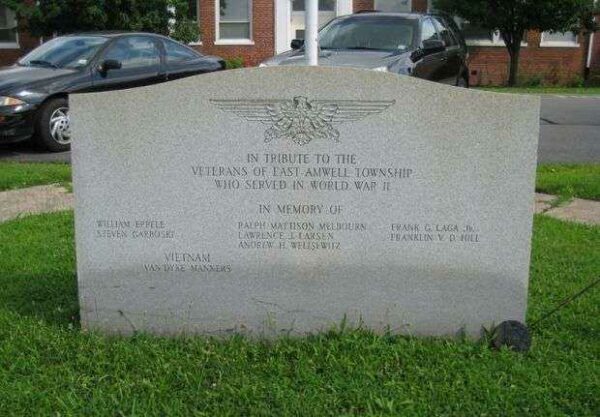 IN TRIBUTE TO THE
VETERANS OF EAST AMWELL TOWNSHIP
WHO SERVED IN WORLD WAR II
IN MEMORY OF
WILLIAM EPPELE
STEVEN GARBOSKI
RALPH MATTISON MELBOURN
LAWRENCE J. LARSEN
ANDREW H.
FRANK G. LAGA Jr.
FRANKLIN V. D. HILL
VIETNAM
VAN DYKE MANNERS